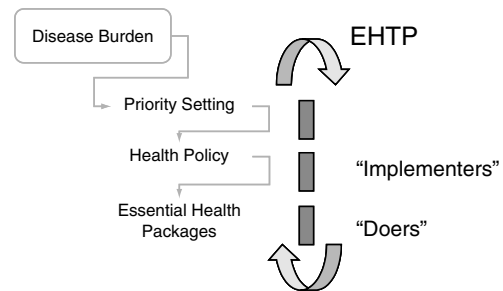 Disease Burden
EHTP
Priority Setting
Health Policy
“Implementers”
Essential Health
Packages
“Doers”